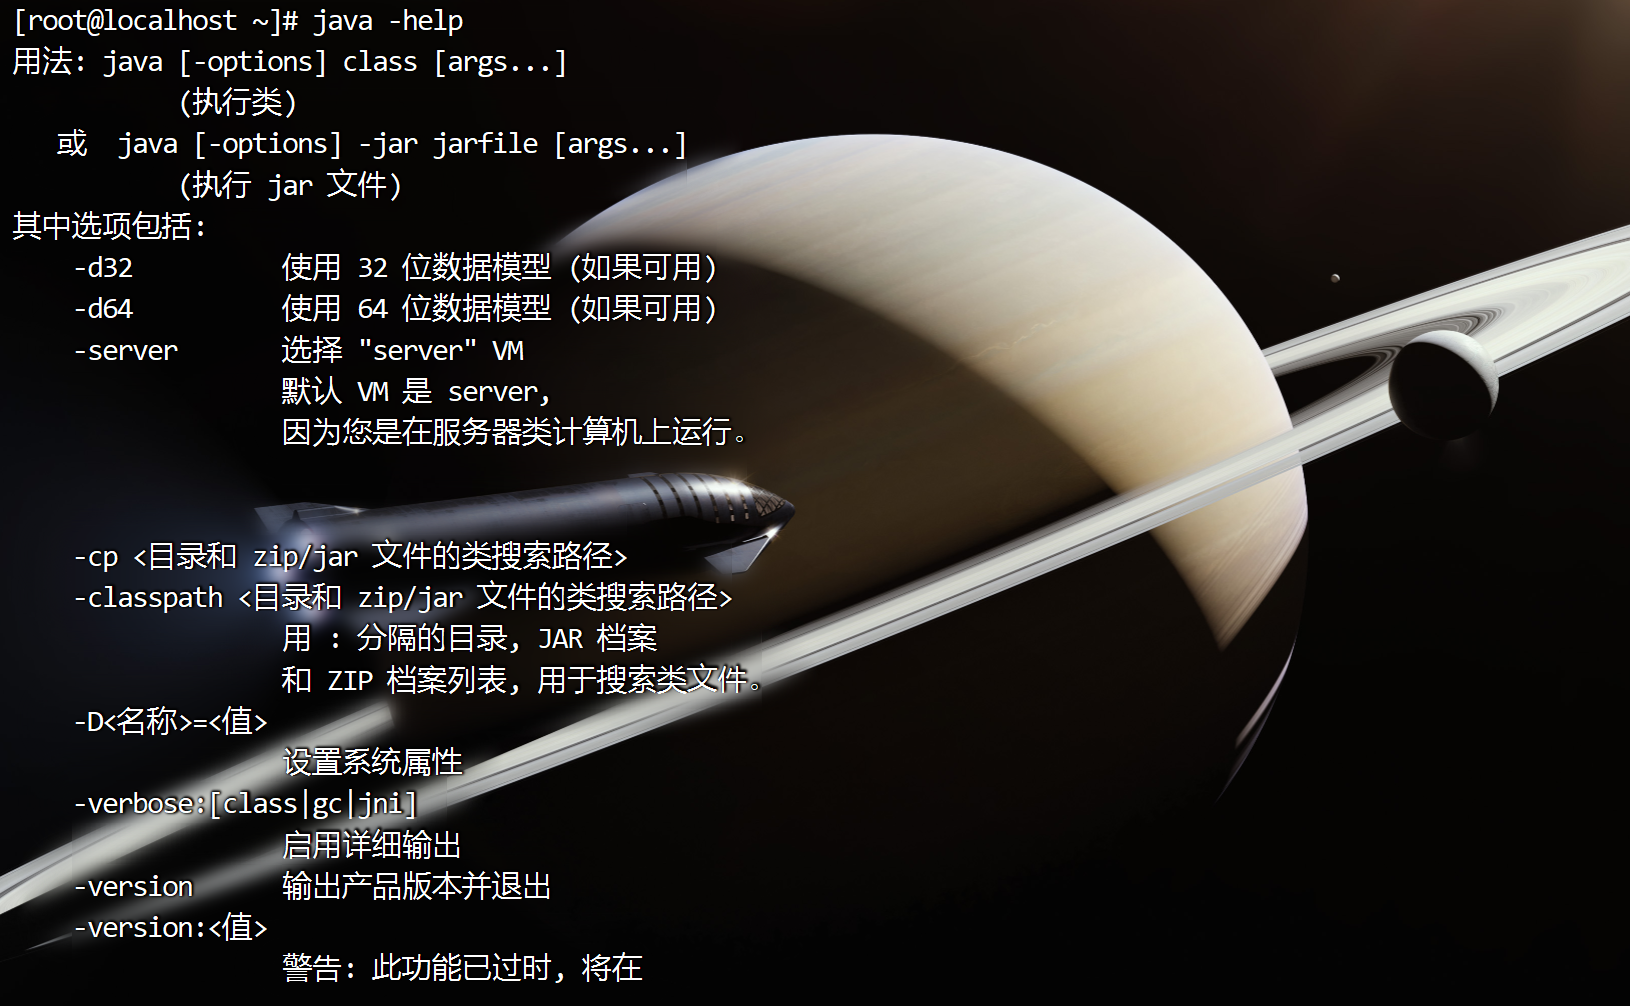 [root@localhost ~]# java -help
用法: java [-options] class [args...]
(执行类)
或 java [-options] -jar jarfile [args...]
(执行 jar 文件)
其中选项包括:
-d32 使用 32 位数据模型 (如果可用)
-d64 使用 64 位数据模型 (如果可用)
-server 选择 "server" VM
默认 VM 是 server,
因为您是在服务器类计算机上运行。
-cp <目录和 zip/jar 文件的类搜索路径>
-classpath <目录和 zip/jar 文件的类搜索路径>
用 : 分隔的目录, JAR 档案
和 ZIP 档案列表, 用于搜索类文件。
-D<名称>=<值>
设置系统属性
-verbose:[class|gc|jni]
启用详细输出
-version 输出产品版本并退出
-version:<值>
警告: 此功能已过时, 将在